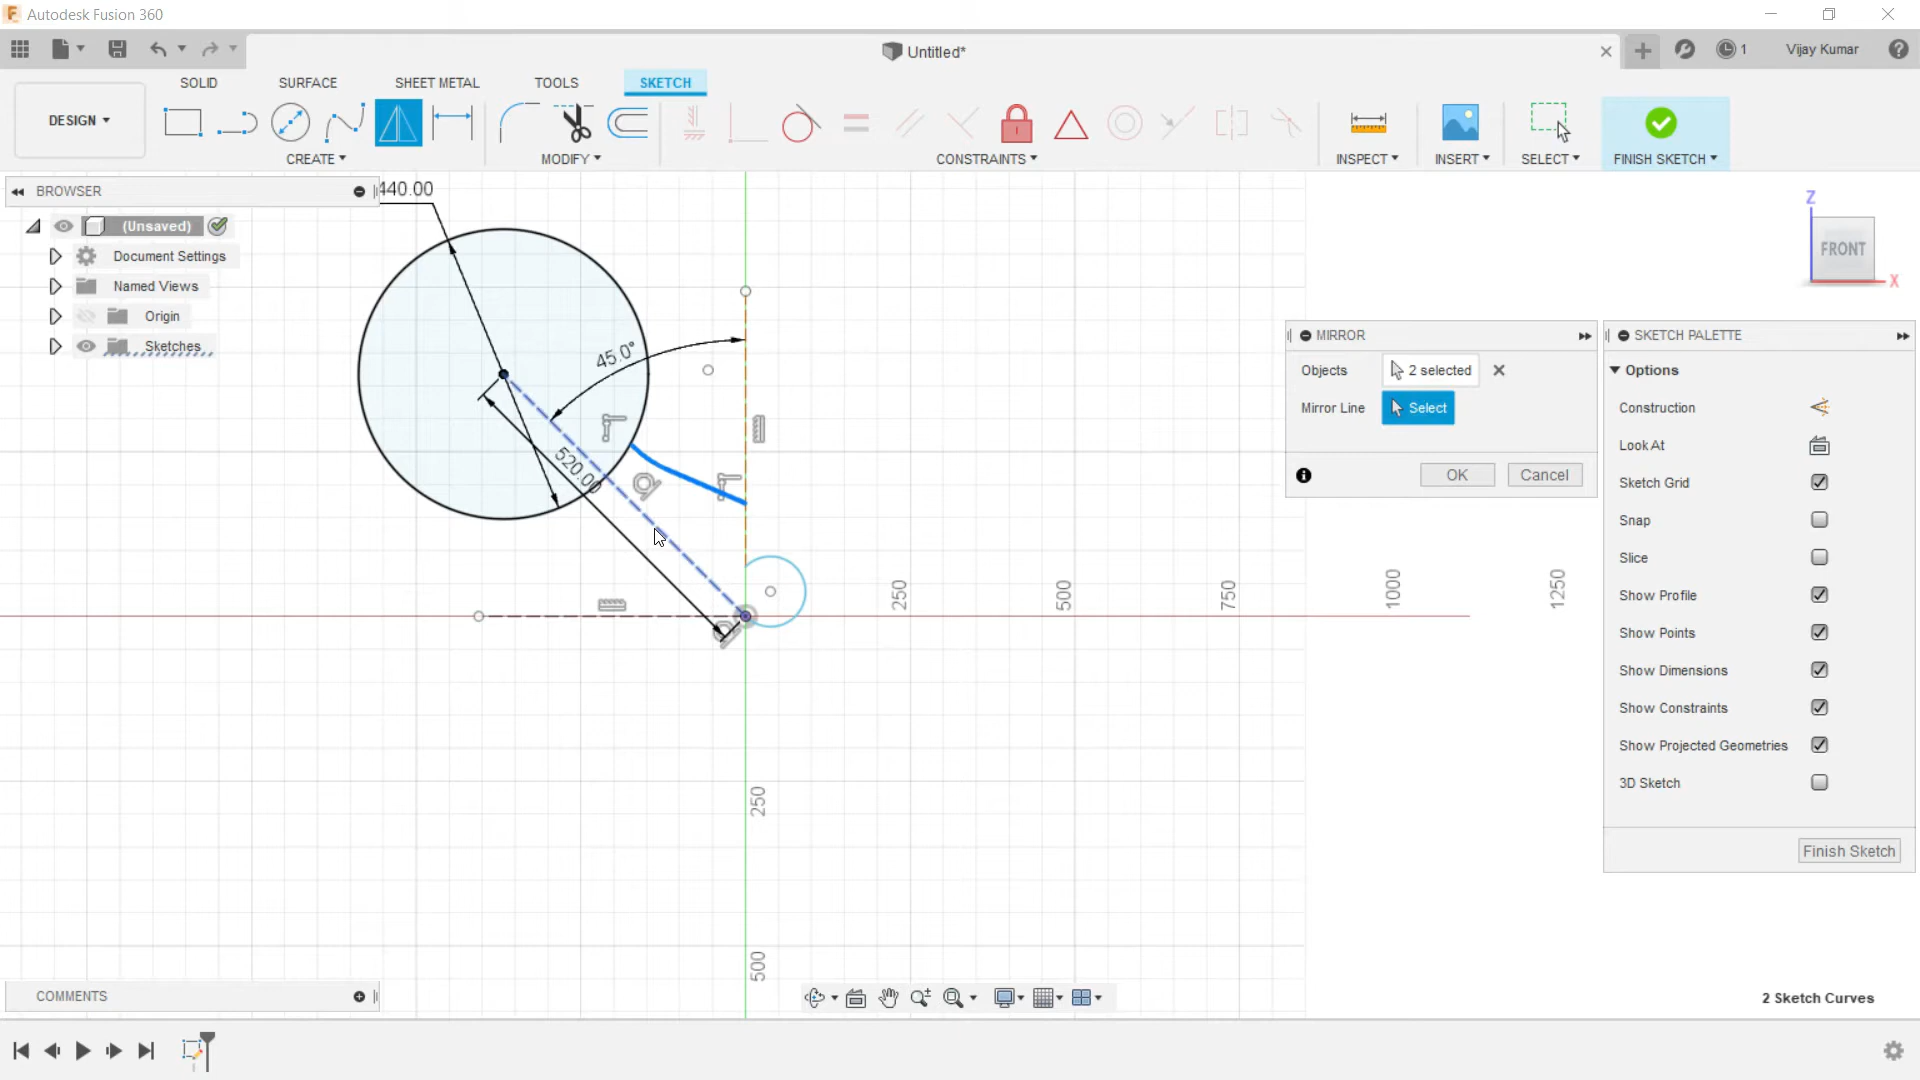 Autodesk Fusion 360
Untitled*
1
Vijay Kumar
SOLID
SURFACE
SHEET METAL
TOOLS
SKETCH
DESIGN
CREATE
MODIFY
CONSTRAINTS
INSPECT
INSERT
SELECT
FINISH SKETCH
BROWSER
(Unsaved)
Document Settings
Named Views
Origin
Sketches
440.00
45.0°
520.00
250
500
750
1000
1250
250
500
Z
FRONT
X
MIRROR
Objects
2 selected
Mirror Line
Select
OK
Cancel
SKETCH PALETTE
Options
Construction
Look At
Sketch Grid
Snap
Slice
Show Profile
Show Points
Show Dimensions
Show Constraints
Show Projected Geometries
3D Sketch
Finish Sketch
COMMENTS
2 Sketch Curves